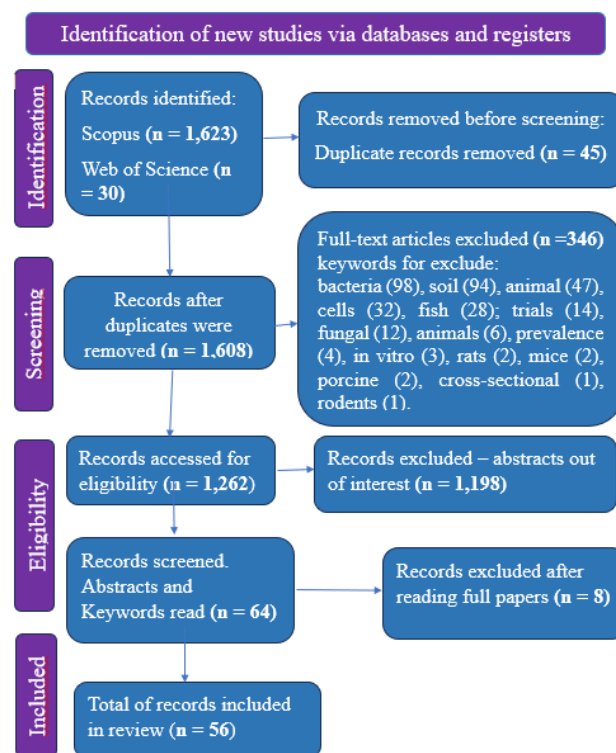 Identification of new studies via databases and registers
Identification
Records identified:
Scopus (n = 1,623)
Web of Science (n
= 30)
Records removed before screening:
Duplicate records removed (n = 45)
Screening
Records after
duplicates were
removed (n = 1,608)
Full-text articles excluded (n =346)
keywords for exclude:
bacteria (98), soil (94), animal (47),
cells (32), fish (28); trials (14),
fungal (12), animals (6), prevalence
(4), in vitro (3), rats (2), mice (2),
porcine (2), cross-sectional (1),
rodents (1).
Eligibility
Records accessed for
eligibility (n = 1,262)
Records excluded – abstracts out
of interest (n = 1,198)
Records screened.
Abstracts and
Keywords read (n = 64)
Records excluded after
reading full papers (n = 8)
Included
Total of records included
in review (n = 56)